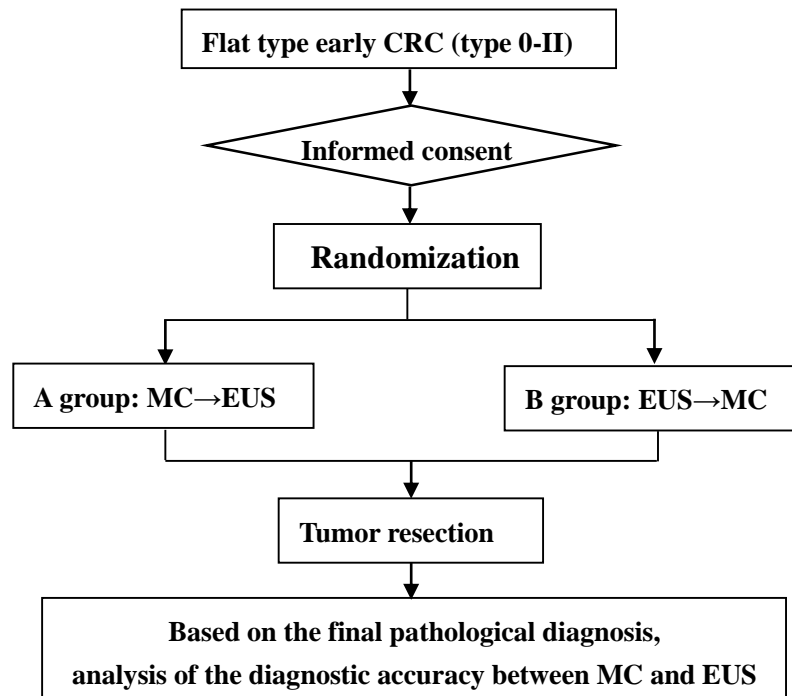 Flat type early CRC (type 0-II)
Informed consent
Randomization
A group: MC→EUS
B group: EUS→MC
Tumor resection
Based on the final pathological diagnosis,
analysis of the diagnostic accuracy between MC and EUS